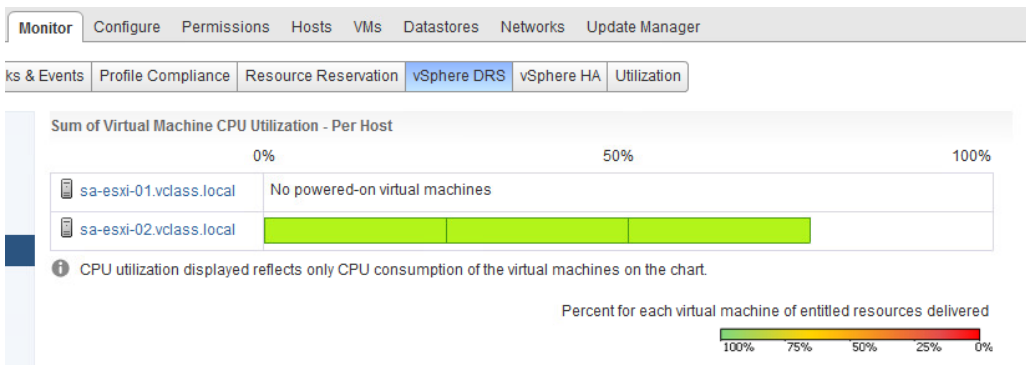 Monitor Configure Permissions Hosts VMs Datastores Networks Update Manager
ks & Events Profile Compliance Resource Reservation vSphere DRS vSphere HA Utilization
Sum of Virtual Machine CPU Utilization - Per Host
0% 50% 100%
sa-esxi-01.vclass.local No powered-on virtual machines
sa-esxi-02.vclass.local
CPU utilization displayed reflects only CPU consumption of the virtual machines on the chart.
Percent for each virtual machine of entitled resources delivered
100% 75% 50% 25% 0%